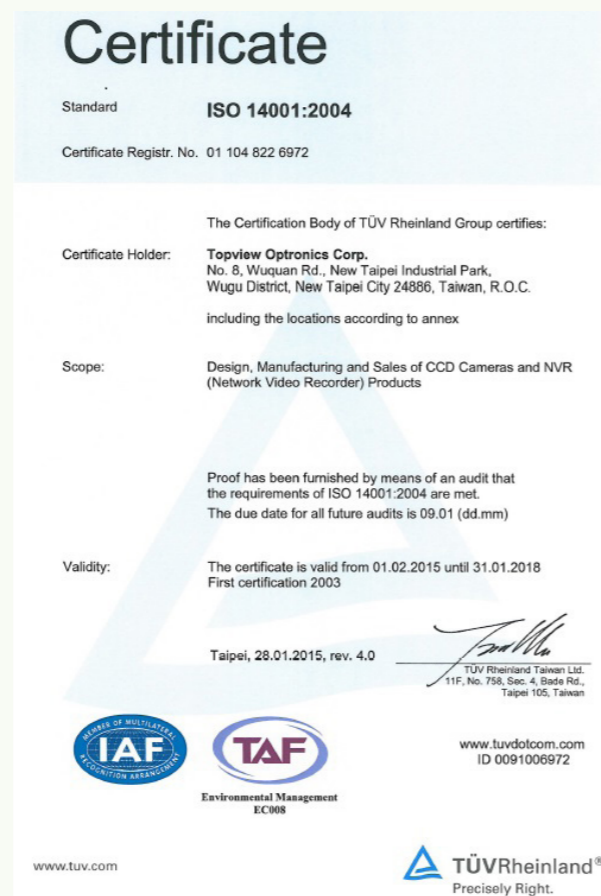 Certificate
Standard ISO 14001:2004
Certificate Registr. No. 01 104 822 6972
The Certification Body of TÜV Rheinland Group certifies:
Certificate Holder: Topview Optronics Corp.
No. 8, Wuquan Rd., New Taipei Industrial Park,
Wugu District, New Taipei City 24886, Taiwan, R.O.C.
including the locations according to annex
Scope: Design, Manufacturing and Sales of CCD Cameras and NVR
(Network Video Recorder) Products
Proof has been furnished by means of an audit that
the requirements of ISO 14001:2004 are met.
The due date for all future audits is 09.01 (dd.mm)
Validity: The certificate is valid from 01.02.2015 until 31.01.2018
First certification 2003
Taipei, 28.01.2015, rev. 4.0
TÜV Rheinland Taiwan Ltd.
11F, No. 758, Sec. 4, Bade Rd.,
Taipei 105, Taiwan
MEMBER OF MULTILATERAL
IAF
RECOGNITION ARRANGEMENT
TAF
Environmental Management
EC008
www.tuvdotcom.com
ID 0091006972
www.tuv.com
TÜVRheinland®
Precisely Right.